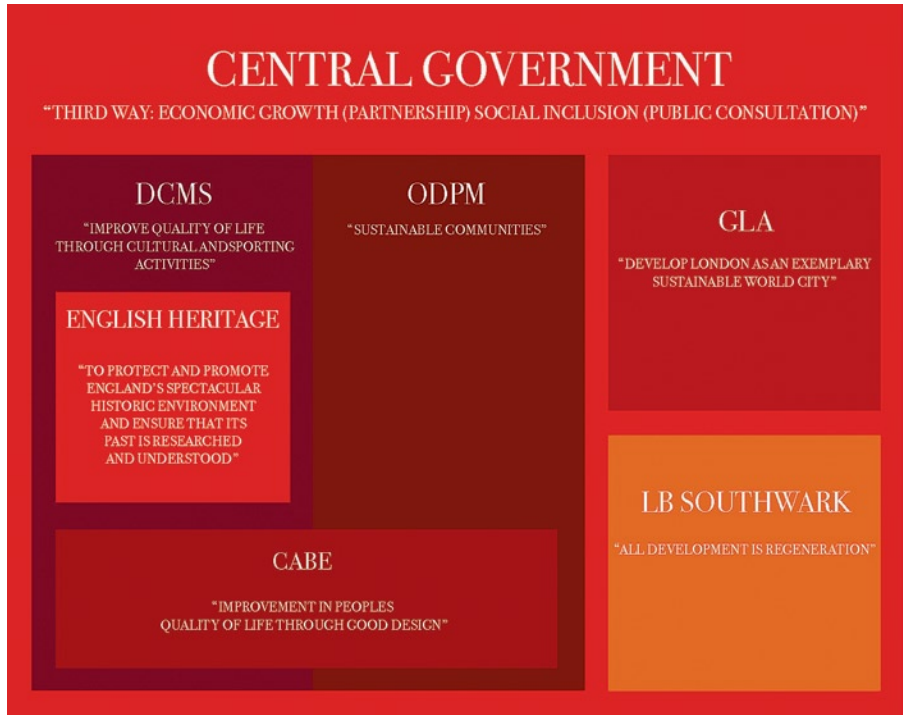 CENTRAL GOVERNMENT
“THIRD WAY: ECONOMIC GROWTH (PARTNERSHIP) SOCIAL INCLUSION (PUBLIC CONSULTATION)”
DCMS
“IMPROVE QUALITY OF LIFE
THROUGH CULTURAL ANDSPORTING
ACTIVITIES”
ENGLISH HERITAGE
“TO PROTECT AND PROMOTE
ENGLAND’S SPECTACULAR
HISTORIC ENVIRONMENT
AND ENSURE THAT ITS
PAST IS RESEARCHED
AND UNDERSTOOD”
ODPM
“SUSTAINABLE COMMUNITIES”
CABE
“IMPROVEMENT IN PEOPLES
QUALITY OF LIFE THROUGH GOOD DESIGN”
GLA
“DEVELOP LONDON AS AN EXEMPLARY
SUSTAINABLE WORLD CITY”
LB SOUTHWARK
“ALL DEVELOPMENT IS REGENERATION”